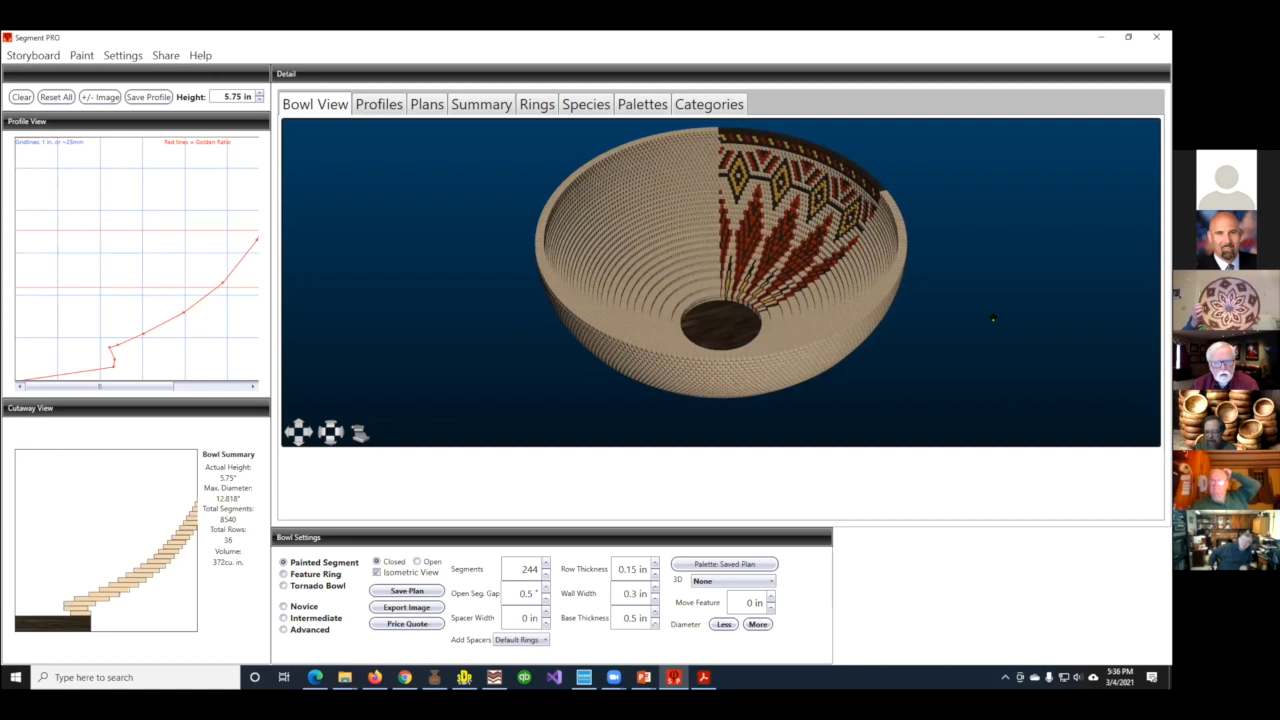 Segment PRO
Storyboard Paint Settings Share Help
Detail
Clear Reset All +/- Image Save Profile Height: 5.75 in
Bowl View Profiles Plans Summary Rings Species Palettes Categories
Profile View
Gridlines: 1 in. or ~25mm Red lines = Golden Ratio
Cutaway View
Bowl Summary
Actual Height:
5.75"
Max. Diameter:
12.818"
Total Segments:
8540
Total Rows:
36
Volume:
372cu. in.
Bowl Settings
Painted Segment
Feature Ring
Tornado Bowl
Novice
Intermediate
Advanced
Closed Open
Isometric View
Save Plan
Export Image
Price Quote
Segments 244
Open Seg. Gap 0.5 °
Spacer Width 0 in
Add Spacers Default Rings
Row Thickness 0.15 in
Wall Width 0.3 in
Base Thickness 0.5 in
Palette: Saved Plan
3D None
Move Feature 0 in
Diameter Less More
Type here to search
5:36 PM
3/4/2021